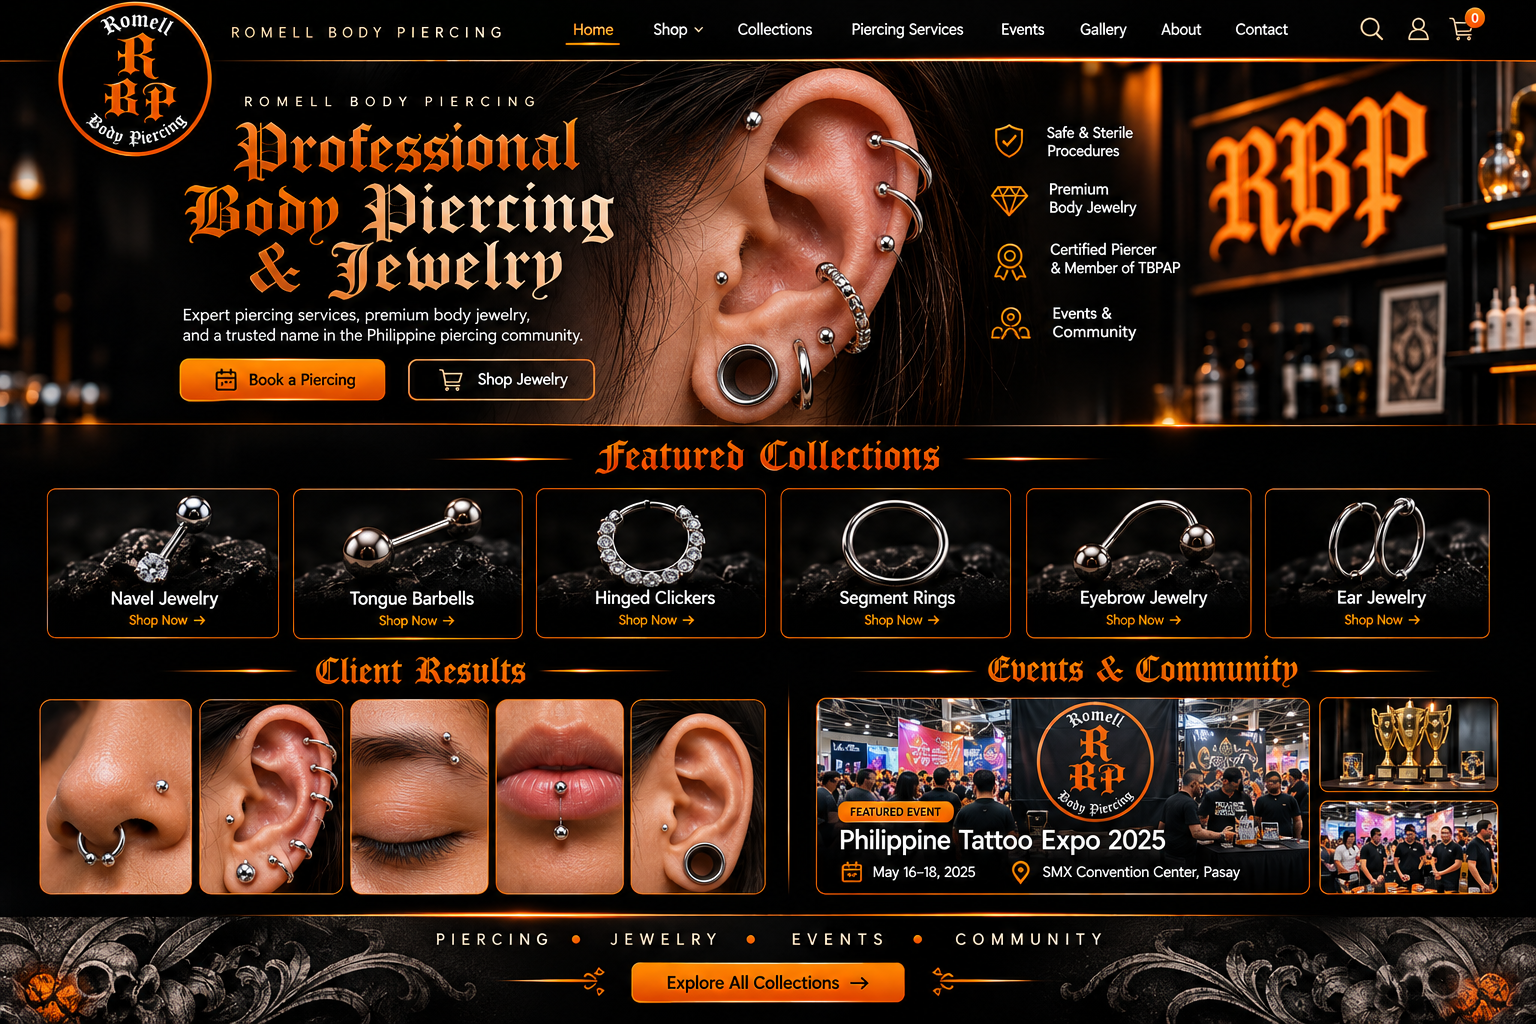 Romell
R
BP
Body Piercing
ROMELL BODY PIERCING
Home
Shop
Collections
Piercing Services
Events
Gallery
About
Contact
0
ROMELL BODY PIERCING
Professional
Body Piercing
& Jewelry
Expert piercing services, premium body jewelry,
and a trusted name in the Philippine piercing community.
Book a Piercing
Shop Jewelry
Safe & Sterile
Procedures
Premium
Body Jewelry
Certified Piercer
& Member of TBPAP
Events &
Community
RBP
Featured Collections
Navel Jewelry
Shop Now →
Tongue Barbells
Shop Now →
Hinged Clickers
Shop Now →
Segment Rings
Shop Now →
Eyebrow Jewelry
Shop Now →
Ear Jewelry
Shop Now →
Client Results
Events & Community
Romell
R
BP
Body Piercing
FEATURED EVENT
Philippine Tattoo Expo 2025
May 16–18, 2025
SMX Convention Center, Pasay
PIERCING • JEWELRY • EVENTS • COMMUNITY
Explore All Collections →